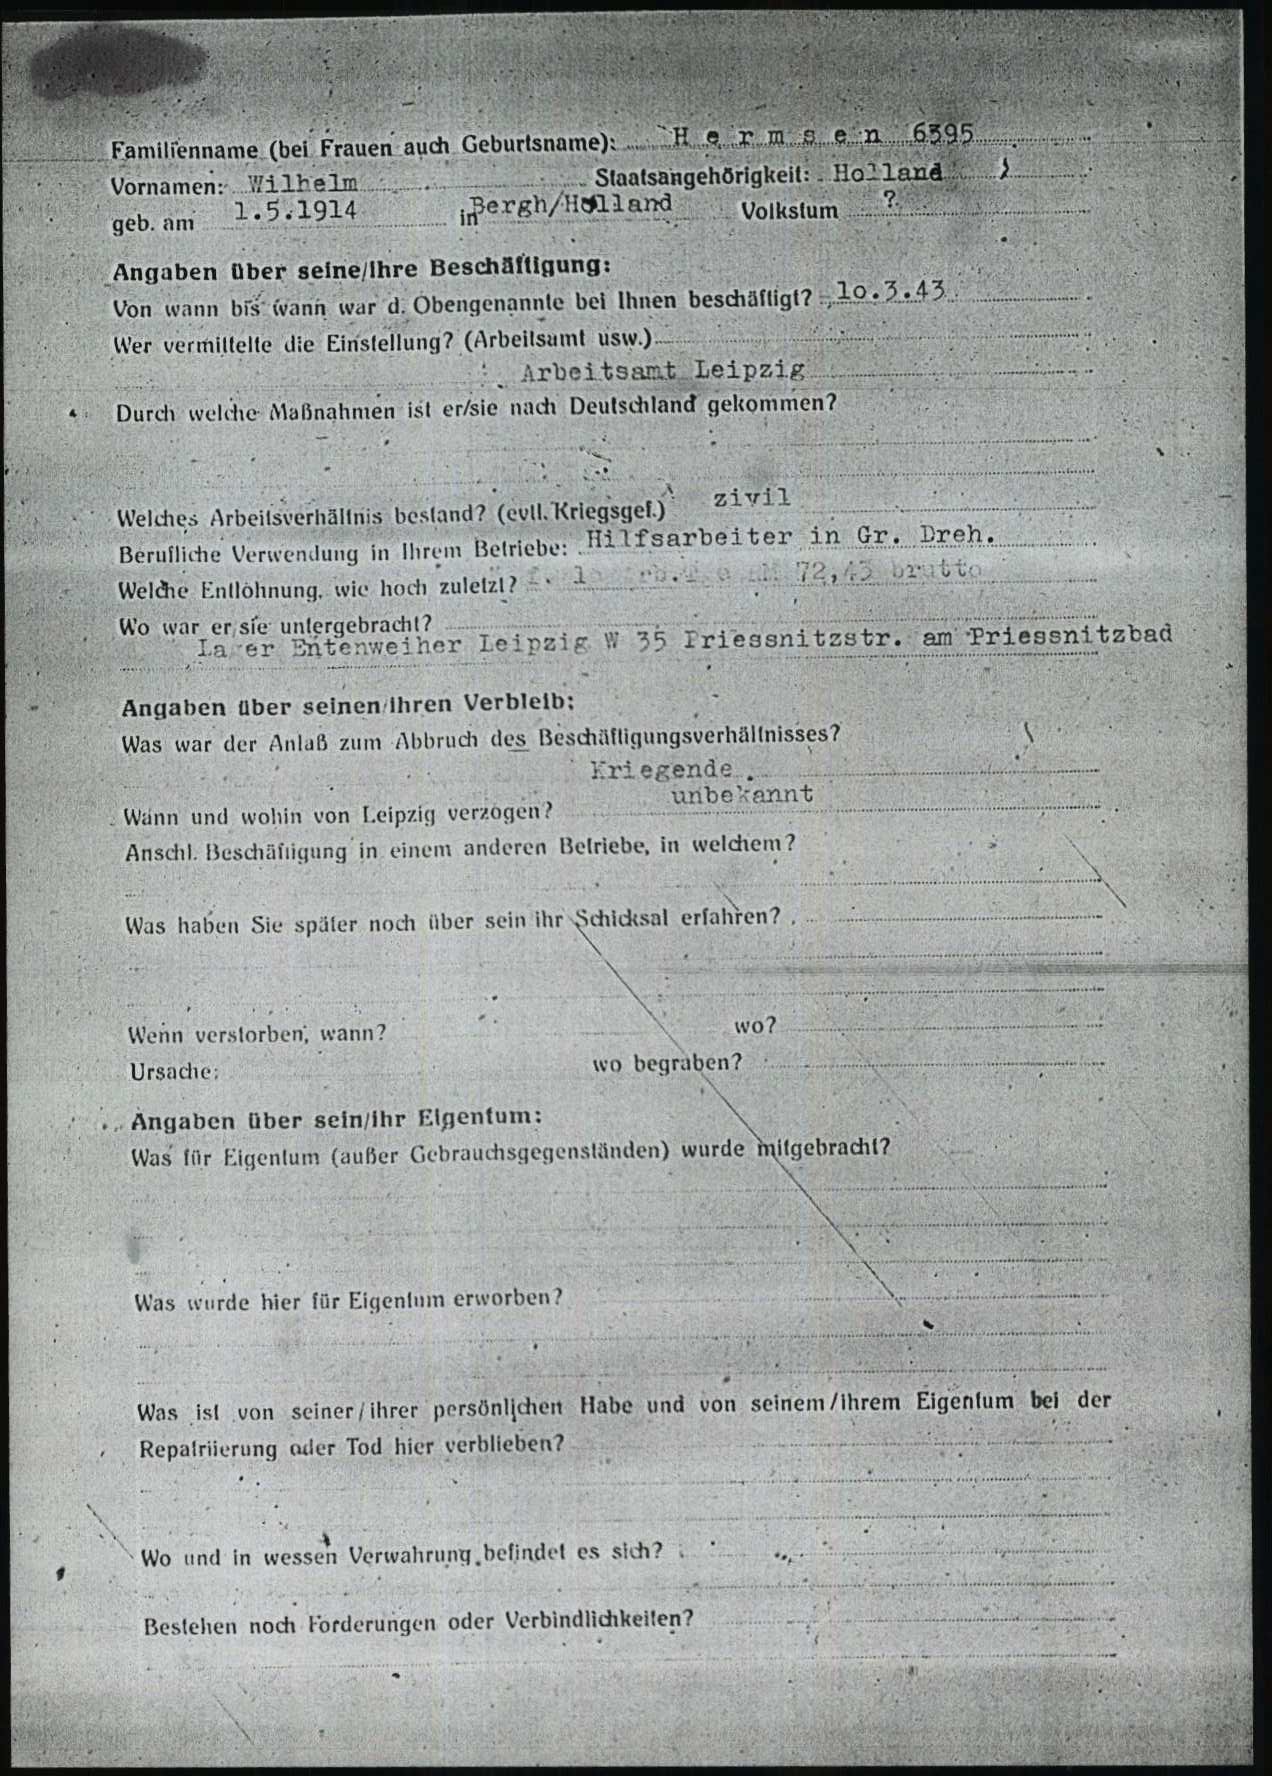 Familienname (bei Frauen auch Geburtsname): H e r m s e n 6395
Vornamen: Wilhelm Staatsangehörigkeit: Holland
geb. am 1.5.1914 in Bergh/Holland Volkstum ?
Angaben über seine/ihre Beschäftigung:
Von wann bis wann war d. Obengenannte bei Ihnen beschäftigt? 1o.3.43
Wer vermittelte die Einstellung? (Arbeitsamt usw.)
Arbeitsamt Leipzig
Durch welche Maßnahmen ist er/sie nach Deutschland gekommen?
Welches Arbeitsverhältnis bestand? (evtl. Kriegsgef.) zivil
Berufliche Verwendung in Ihrem Betriebe: Hilfsarbeiter in Gr. Dreh.
Welche Entlohnung, wie hoch zuletzt? 72,43 brutto
Wo war er/sie untergebracht?
Lager Entenweiher Leipzig W 35 Priessnitzstr. am Priessnitzbad
Angaben über seinen/ihren Verbleib:
Was war der Anlaß zum Abbruch des Beschäftigungsverhältnisses?
Kriegende.
Wann und wohin von Leipzig verzogen? unbekannt
Anschl. Beschäftigung in einem anderen Betriebe, in welchem?
Was haben Sie später noch über sein ihr Schicksal erfahren?
Wenn verstorben, wann? wo?
Ursache: wo begraben?
Angaben über sein/ihr Eigentum:
Was für Eigentum (außer Gebrauchsgegenständen) wurde mitgebracht?
Was wurde hier für Eigentum erworben?
Was ist von seiner/ihrer persönlichen Habe und von seinem/ihrem Eigentum bei der
Repatriierung oder Tod hier verblieben?
Wo und in wessen Verwahrung befindet es sich?
Bestehen noch Forderungen oder Verbindlichkeiten?